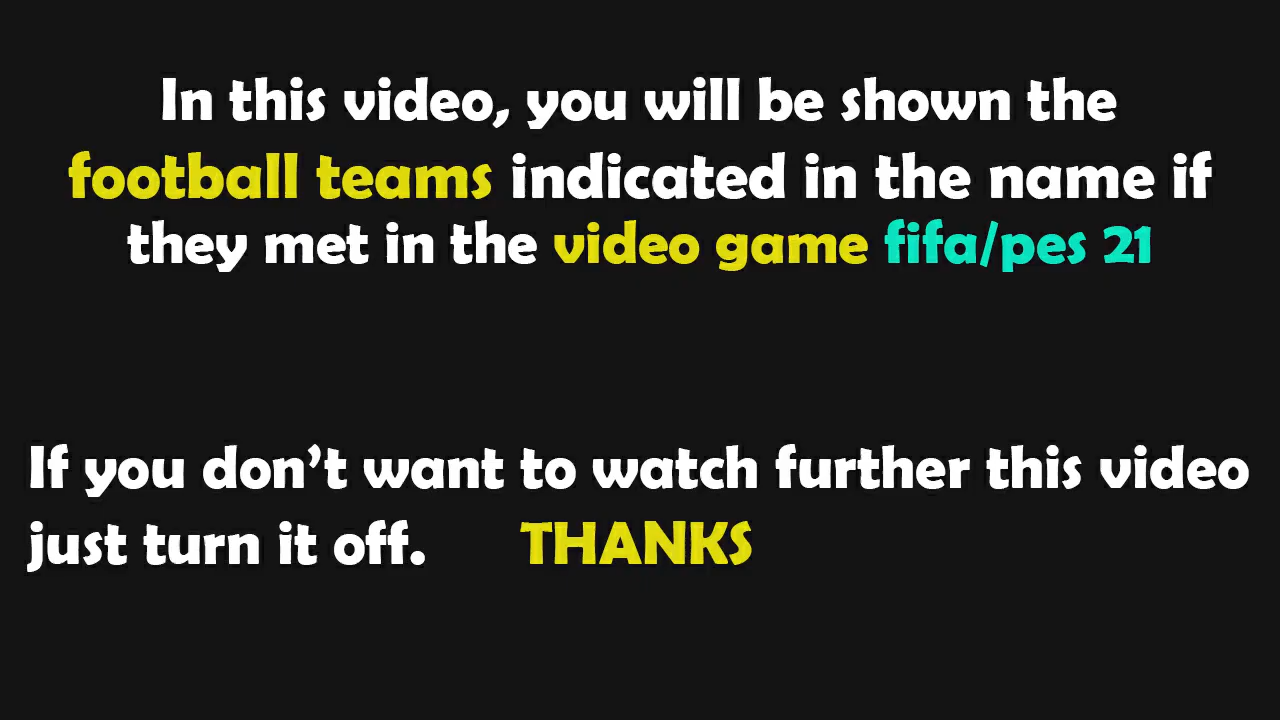 In this video, you will be shown the
football teams indicated in the name if
they met in the video game fifa/pes 21
If you don’t want to watch further this video
just turn it off. THANKS